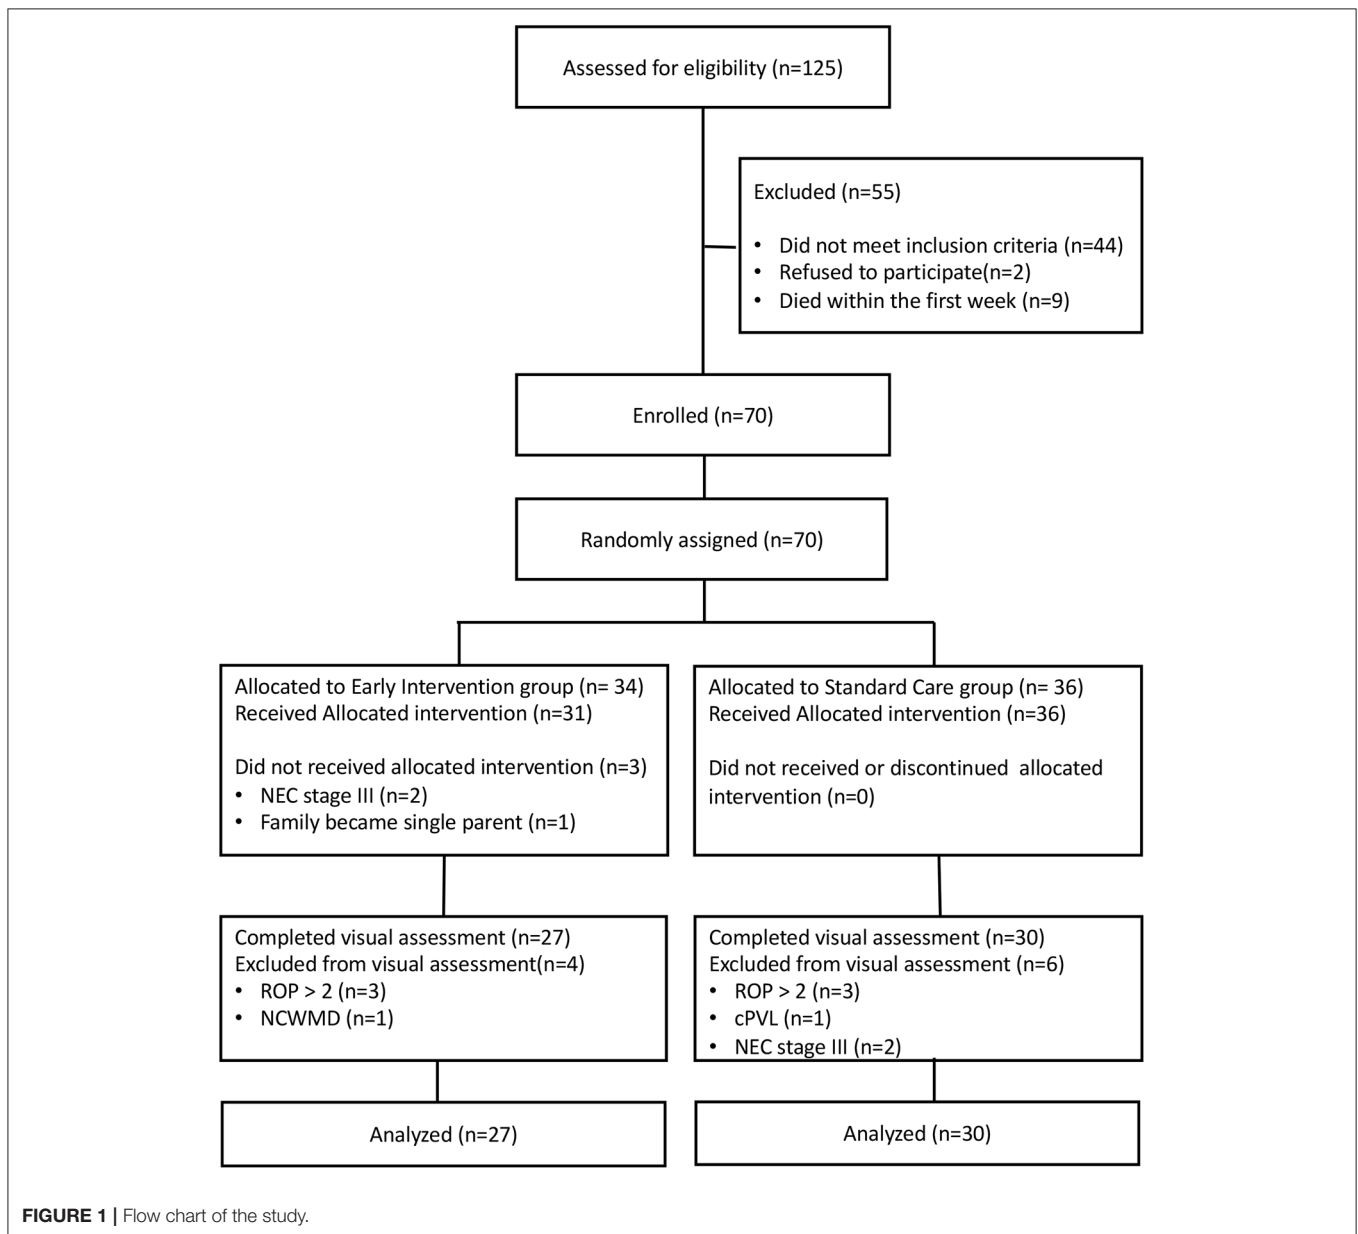 Assessed for eligibility (n=125)
Excluded (n=55)
• Did not meet inclusion criteria (n=44)
• Refused to participate(n=2)
• Died within the first week (n=9)
Enrolled (n=70)
Randomly assigned (n=70)
Allocated to Early Intervention group (n= 34)
Received Allocated intervention (n=31)
Did not received allocated intervention (n=3)
• NEC stage III (n=2)
• Family became single parent (n=1)
Allocated to Standard Care group (n= 36)
Received Allocated intervention (n=36)
Did not received or discontinued  allocated
intervention (n=0)
Completed visual assessment (n=27)
Excluded from visual assessment(n=4)
• ROP > 2 (n=3)
• NCWMD (n=1)
Completed visual assessment (n=30)
Excluded from visual assessment (n=6)
• ROP > 2 (n=3)
• cPVL (n=1)
• NEC stage III (n=2)
Analyzed (n=27)
Analyzed (n=30)
FIGURE 1 | Flow chart of the study.